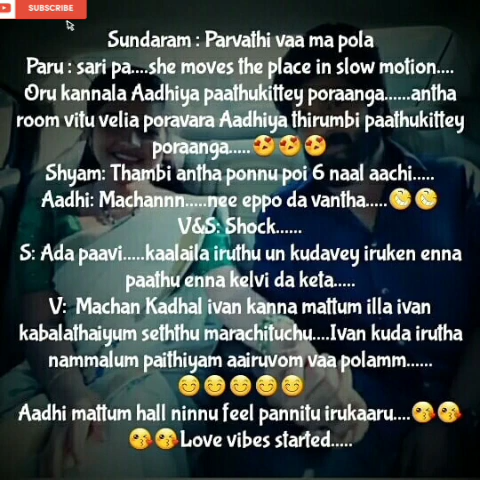 SUBSCRIBE
Sundaram : Parvathi vaa ma pola
Paru : sari pa....she moves the place in slow motion....
Oru kannala Aadhiya paathukittey poraanga......antha
room vitu velia poravara Aadhiya thirumbi paathukittey
poraanga.....😍😍😍
Shyam: Thambi antha ponnu poi 6 naal aachi.....
Aadhi: Machannn.....nee eppo da vantha.....😆😆
V&S: Shock......
S: Ada paavi.....kaalaila iruthu un kudavey iruken enna
paathu enna kelvi da keta.....
V: Machan Kadhal ivan kanna mattum illa ivan
kabalathaiyum seththu marachituchu....Ivan kuda irutha
nammalum paithiyam aairuvom vaa polamm......
😊😊😊😊😊
Aadhi mattum hall ninnu feel pannitu irukaaru....😘😘
😘😘Love vibes started.....